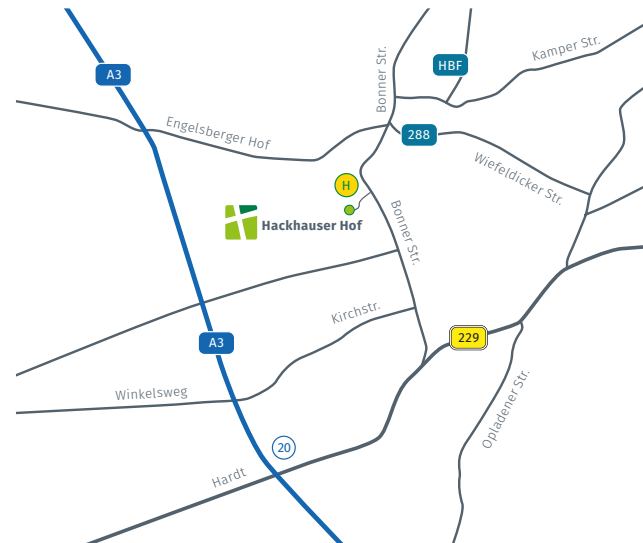 A3
HBF
Kamper Str.
Bonner Str.
Engelsberger Hof
288
Wiefeldicker Str.
H
Hackhauser Hof
Bonner Str.
Kirchstr.
A3
229
Winkelsweg
Opladener Str.
20
Hardt